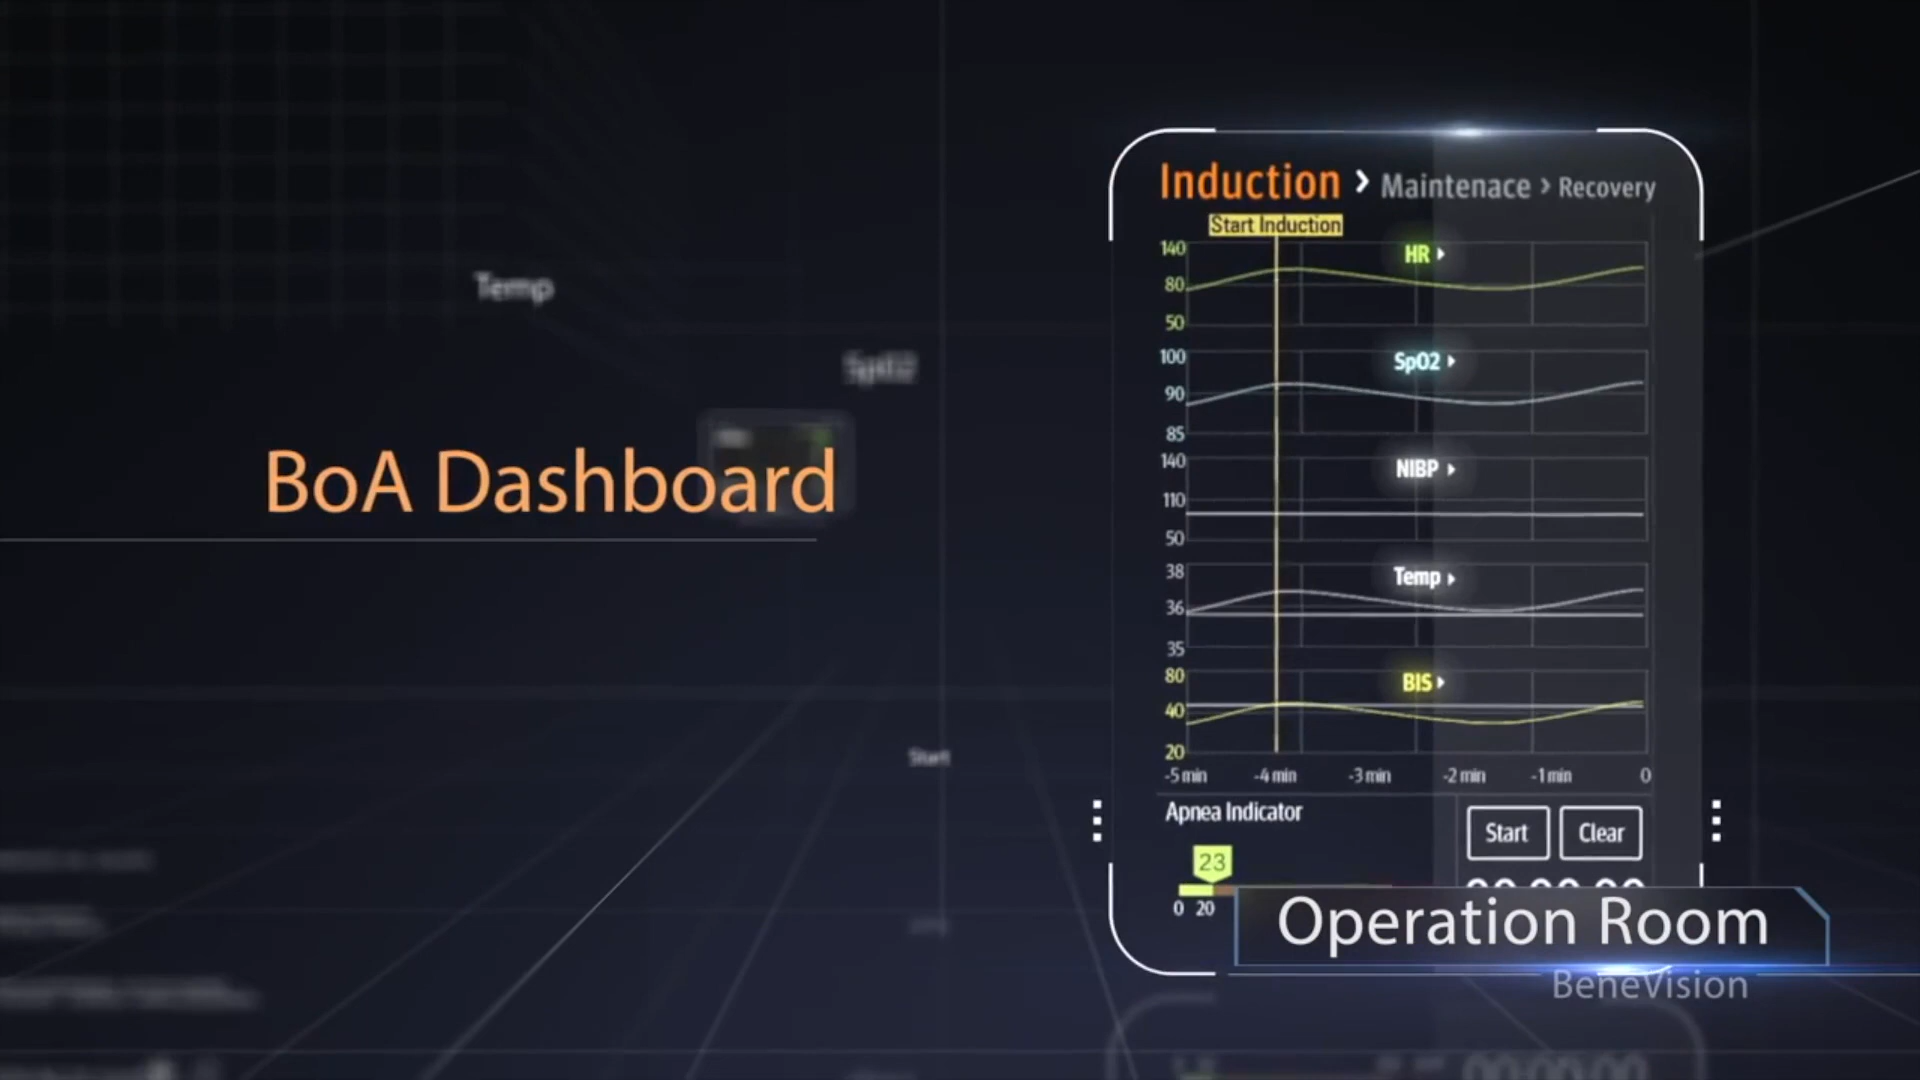 Induction > Maintenace > Recovery
Start Induction
140
HR
80
50
Temp
100
SpO2
SpO2
90
85
BoA Dashboard
140
NIBP
110
50
38
Temp
36
35
80
BIS
40
20
Start
-5 min -4 min -3 min -2 min -1 min 0
Apnea Indicator
Start Clear
23
0 20
Operation Room
BeneVision